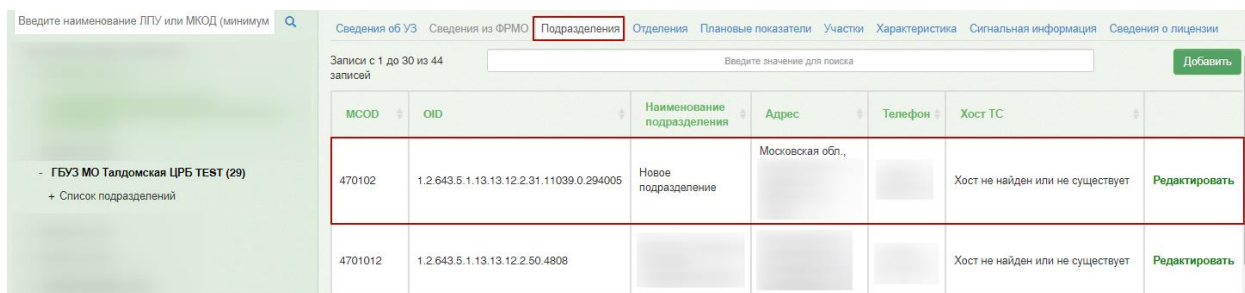 Введите наименование ЛПУ или МКОД (минимум
Сведения об УЗ Сведения из ФРМО Подразделения Отделения Плановые показатели Участки Характеристика Сигнальная информация Сведения о лицензии
Записи с 1 до 30 из 44
записей
Введите значение для поиска
Добавить
MCOD OID Наименование
подразделения Адрес Телефон Хост ТС
- ГБУЗ МО Талдомская ЦРБ TEST (29)
+ Список подразделений
Московская обл.,
470102 1.2.643.5.1.13.13.12.2.31.11039.0.294005 Новое
подразделение Хост не найден или не существует Редактировать
4701012 1.2.643.5.1.13.13.12.2.50.4808 Хост не найден или не существует Редактировать